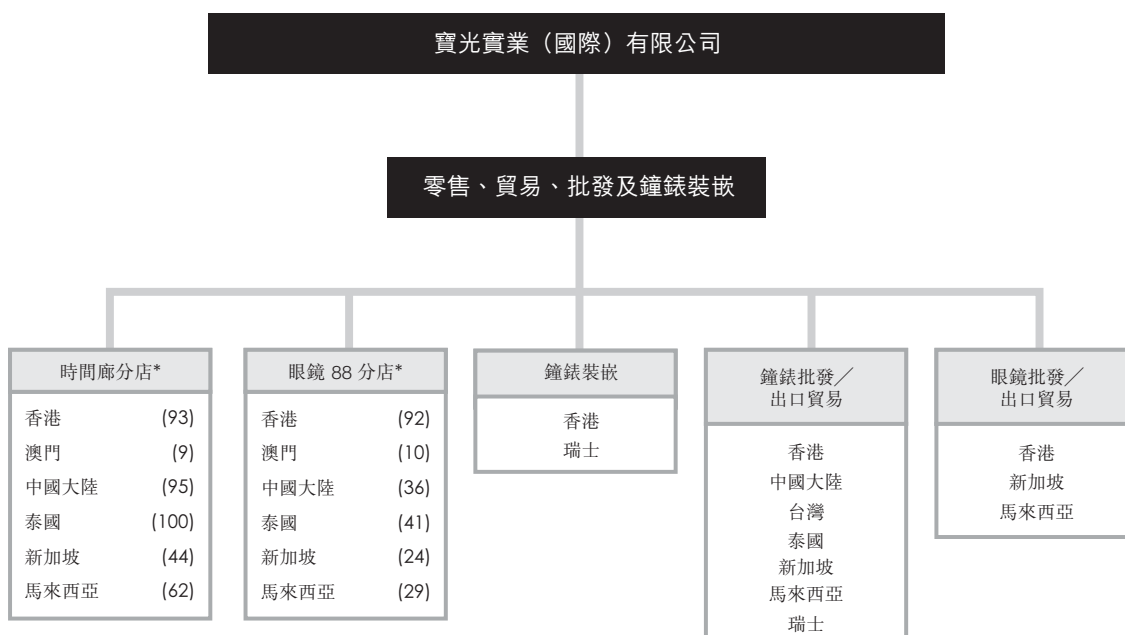 寶光實業（國際）有限公司
零售、貿易、批發及鐘錶裝嵌
時間廊分店*
香港 (93)
澳門 (9)
中國大陸 (95)
泰國 (100)
新加坡 (44)
馬來西亞 (62)
眼鏡 88 分店*
香港 (92)
澳門 (10)
中國大陸 (36)
泰國 (41)
新加坡 (24)
馬來西亞 (29)
鐘錶裝嵌
香港
瑞士
鐘錶批發／
出口貿易
香港
中國大陸
台灣
泰國
新加坡
馬來西亞
瑞士
眼鏡批發／
出口貿易
香港
新加坡
馬來西亞